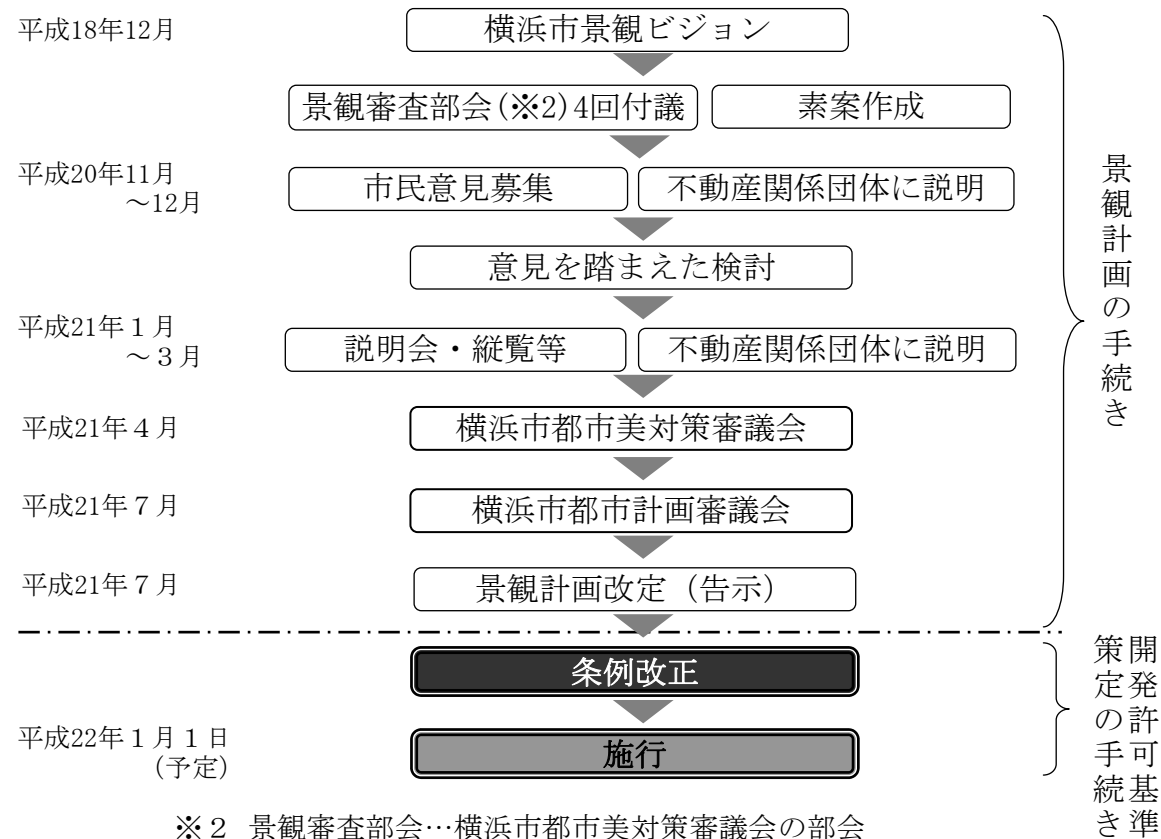 平成18年12月
横浜市景観ビジョン
景観審査部会(※2)4回付議
素案作成
平成20年11月
～12月
市民意見募集
不動産関係団体に説明
意見を踏まえた検討
平成21年１月
～３月
説明会・縦覧等
不動産関係団体に説明
平成21年４月
横浜市都市美対策審議会
平成21年７月
横浜市都市計画審議会
平成21年７月
景観計画改定（告示）
景観計画の手続き
条例改正
平成22年１月１日
（予定）
施行
開発許可基準
策定の手続き
※２ 景観審査部会…横浜市都市美対策審議会の部会